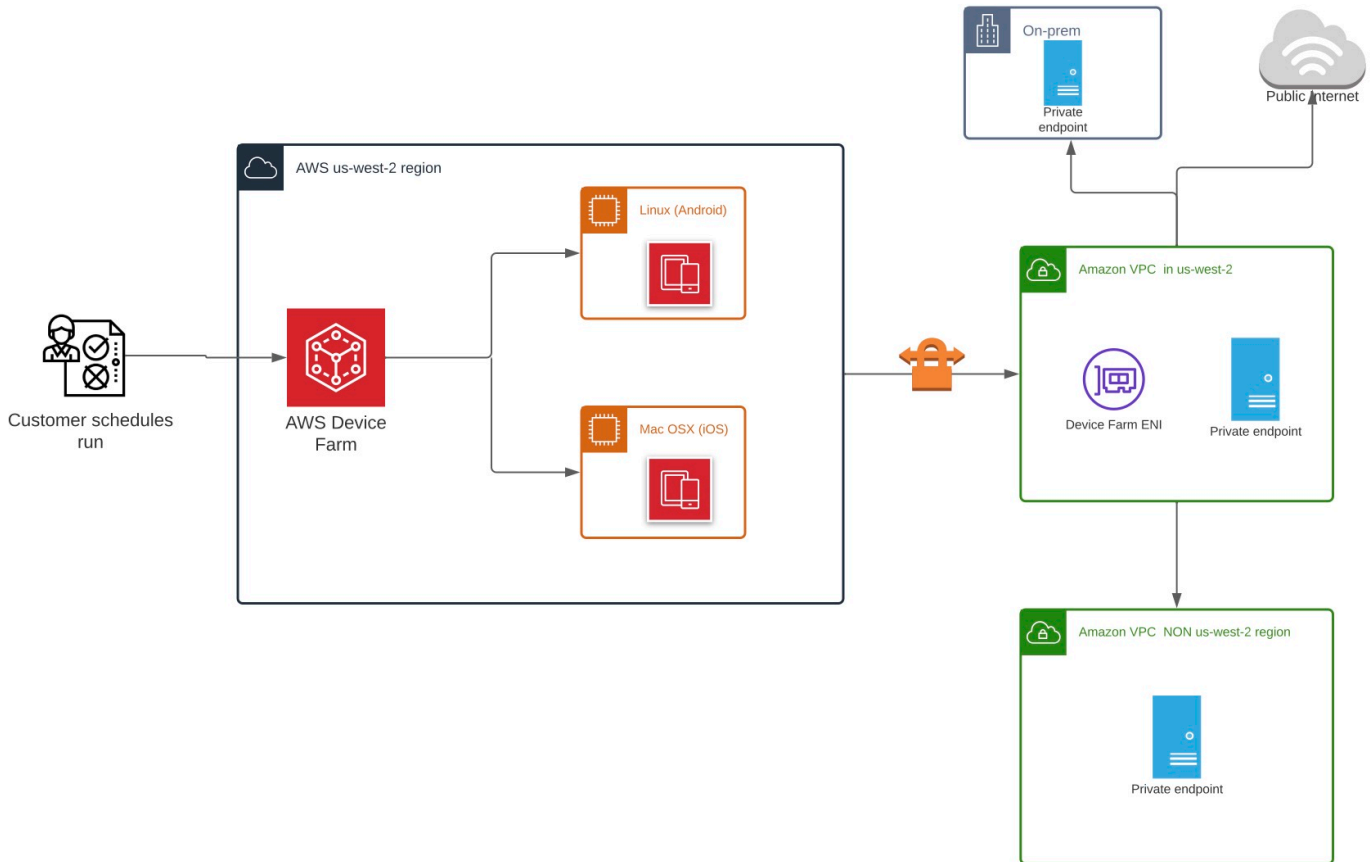 On-prem
Private
endpoint
Public Internet
AWS us-west-2 region
Linux (Android)
Customer schedules
run
AWS Device
Farm
Mac OSX (iOS)
Amazon VPC  in us-west-2
Device Farm ENI
Private endpoint
Amazon VPC  NON us-west-2 region
Private endpoint